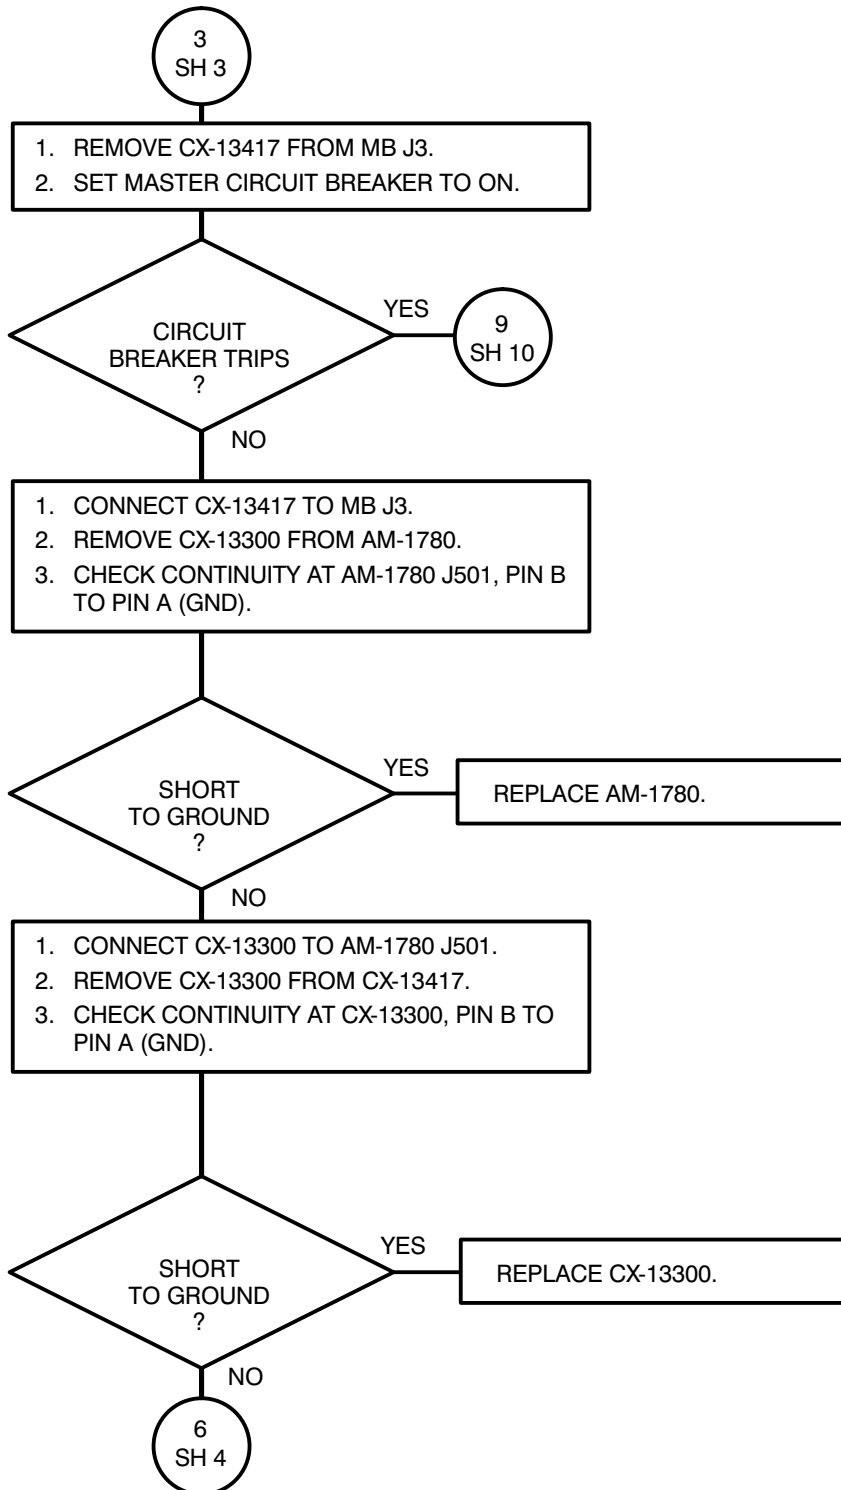 3
SH 3
1. REMOVE CX-13417 FROM MB J3.
2. SET MASTER CIRCUIT BREAKER TO ON.
CIRCUIT
BREAKER TRIPS
?
YES
9
SH 10
NO
1. CONNECT CX-13417 TO MB J3.
2. REMOVE CX-13300 FROM AM-1780.
3. CHECK CONTINUITY AT AM-1780 J501, PIN B
TO PIN A (GND).
SHORT
TO GROUND
?
YES
REPLACE AM-1780.
NO
1. CONNECT CX-13300 TO AM-1780 J501.
2. REMOVE CX-13300 FROM CX-13417.
3. CHECK CONTINUITY AT CX-13300, PIN B TO
PIN A (GND).
SHORT
TO GROUND
?
YES
REPLACE CX-13300.
NO
6
SH 4